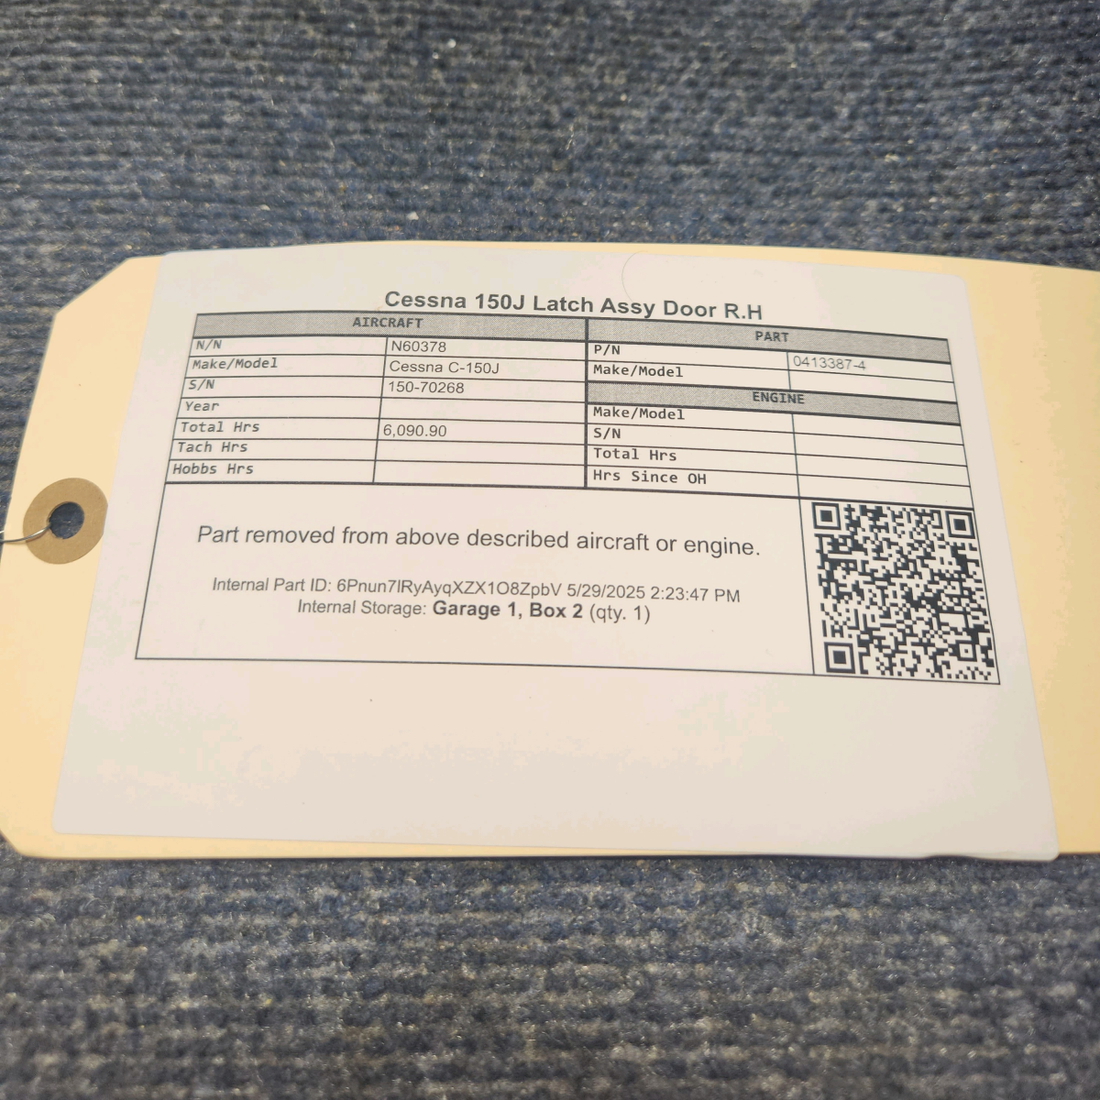 Cessna 150J Latch Assy Door R.H
AIRCRAFT
N/N N60378
Make/Model Cessna C-150J
S/N 150-70268
Year
Total Hrs 6,090.90
Tach Hrs
Hobbs Hrs
PART
P/N 0413387-4
Make/Model
ENGINE
Make/Model
S/N
Total Hrs
Hrs Since OH
Part removed from above described aircraft or engine.
Internal Part ID: 6Pnun7lRyAyqXZX1O8ZpbV 5/29/2025 2:23:47 PM
Internal Storage: Garage 1, Box 2 (qty. 1)